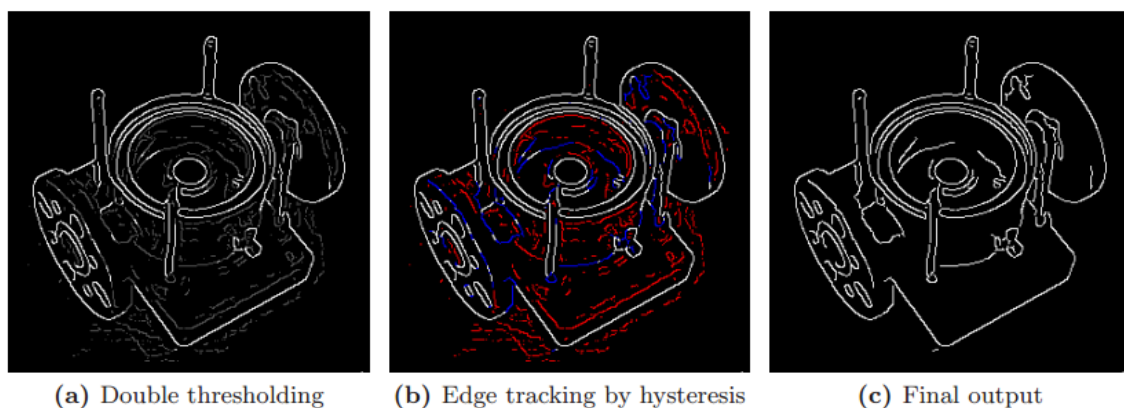 (a) Double thresholding
(b) Edge tracking by hysteresis
(c) Final output